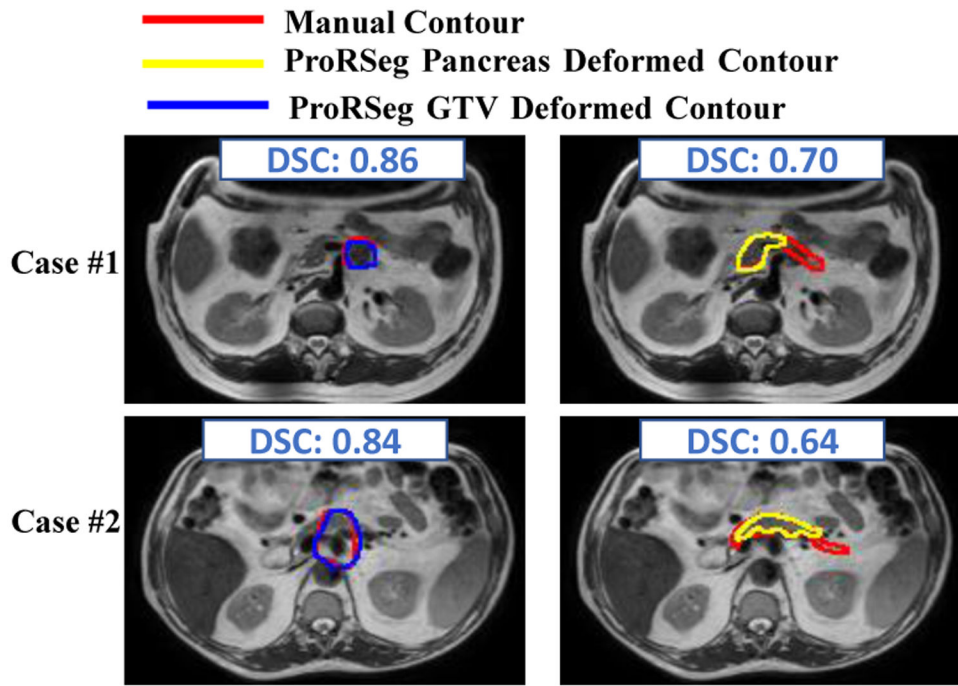 Manual Contour
ProRSeg Pancreas Deformed Contour
ProRSeg GTV Deformed Contour
DSC: 0.86
DSC: 0.70
Case #1
DSC: 0.84
DSC: 0.64
Case #2